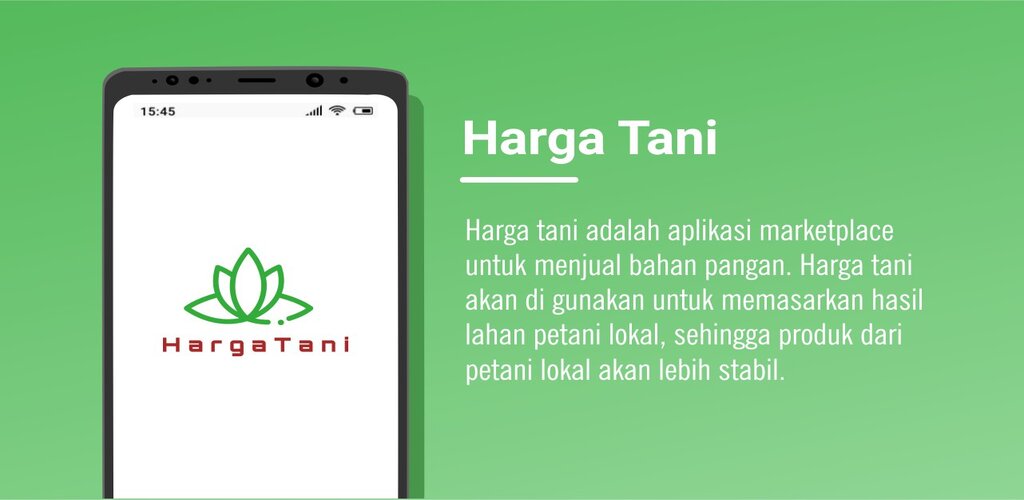 15:45
HargaTani
Harga Tani
Harga tani adalah aplikasi marketplace
untuk menjual bahan pangan. Harga tani
akan di gunakan untuk memasarkan hasil
lahan petani lokal, sehingga produk dari
petani lokal akan lebih stabil.